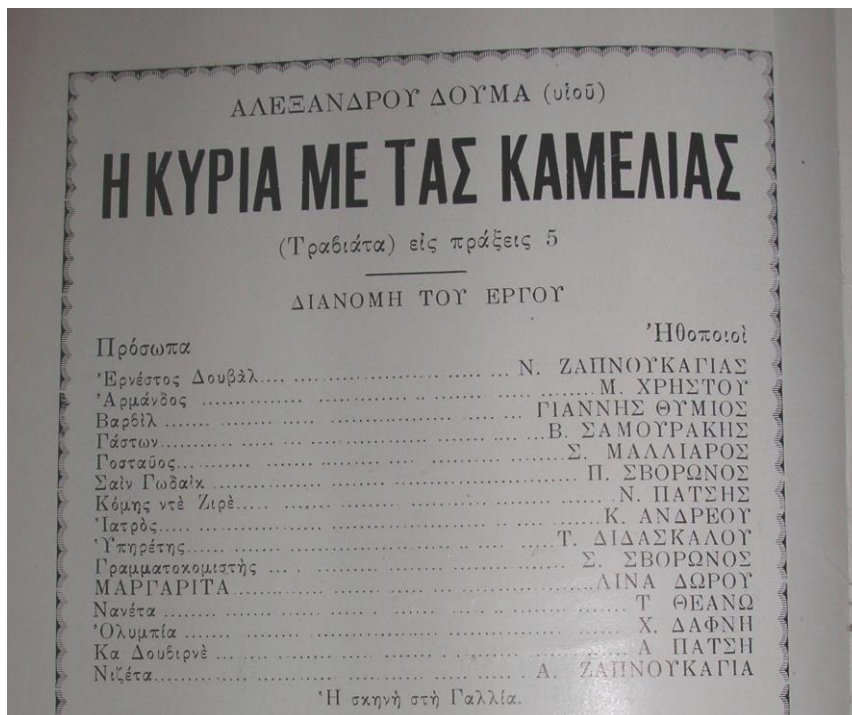 ΑΛΕΞΑΝΔΡΟΥ ΔΟΥΜΑ (υἱοῦ)
Η ΚΥΡΙΑ ΜΕ ΤΑΣ ΚΑΜΕΛΙΑΣ
(Τραβιάτα) εἰς πράξεις 5
ΔΙΑΝΟΜΗ ΤΟΥ ΕΡΓΟΥ
Πρόσωπα Ἠθοποιοὶ
Ἐρνέστος Δουβὰλ.... Ν. ΖΑΠΝΟΥΚΑΓΙΑΣ
Ἀρμάνδος .... Μ. ΧΡΗΣΤΟΥ
Βαρβὶλ .... ΓΙΑΝΝΗΣ ΘΥΜΙΟΣ
Γάστων.... Β. ΣΑΜΟΥΡΑΚΗΣ
Γοσταῦος.... Σ. ΜΑΛΛΙΑΡΟΣ
Σαὶν Γωδαὶκ .... Π. ΣΒΟΡΩΝΟΣ
Κόμης ντὲ Ζιρὲ.... Ν. ΠΑΤΣΗΣ
Ἰατρὸς.... Κ. ΑΝΔΡΕΟΥ
Ὑπηρέτης.... Τ. ΔΙΔΑΣΚΑΛΟΥ
Γραμματοκομιστὴς .... Σ. ΣΒΟΡΩΝΟΣ
ΜΑΡΓΑΡΙΤΑ.... ΛΙΝΑ ΔΩΡΟΥ
Νανέτα .... Τ ΘΕΑΝΩ
Ὀλυμπία .... Χ. ΔΑΦΝΗ
Κα Δουβιρνὲ .... Α ΠΑΤΣΗ
Νιζέτα.... Α. ΖΑΠΝΟΥΚΑΓΙΑ
Ἡ σκηνὴ στὴ Γαλλία.